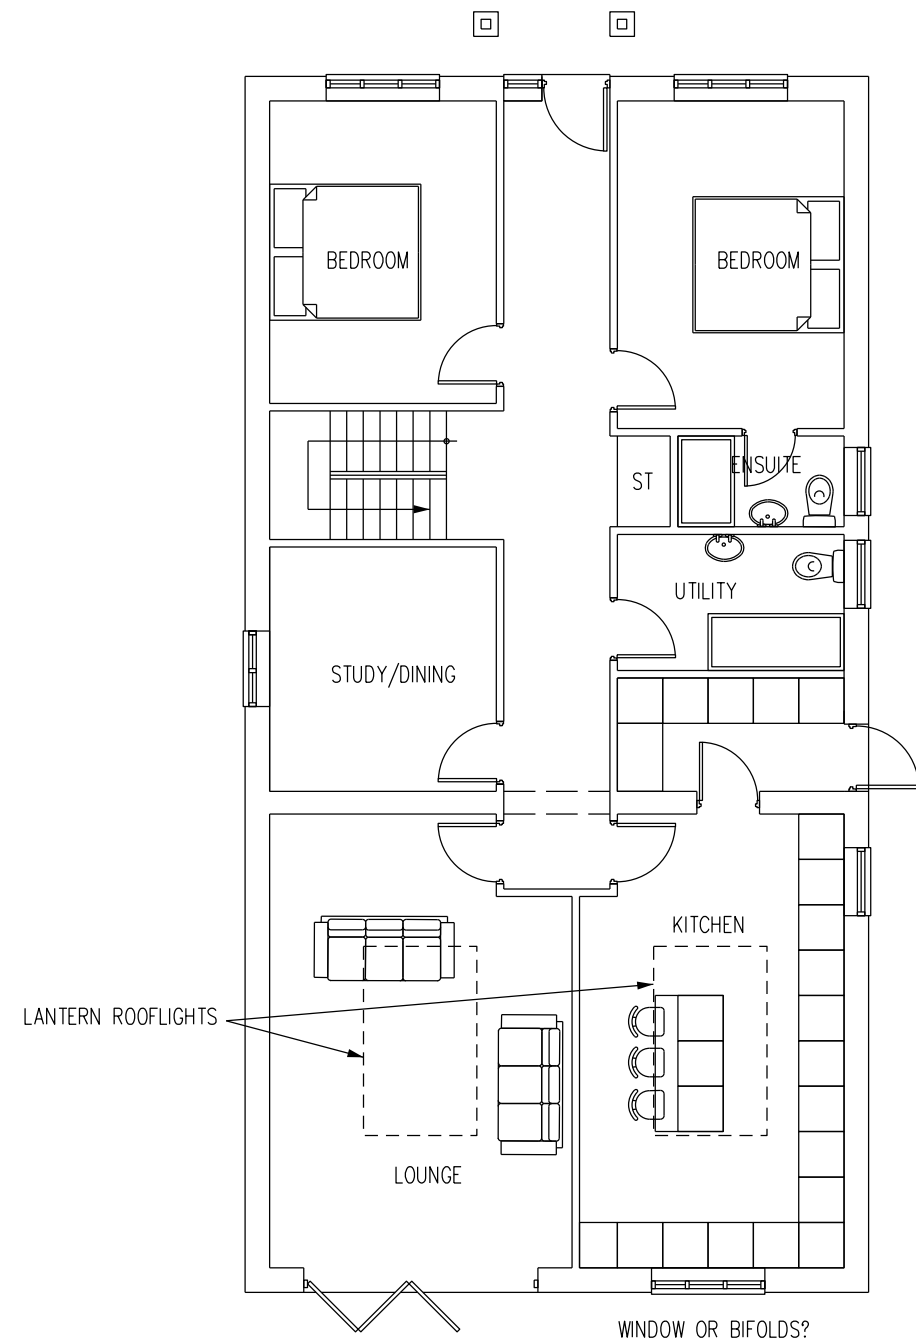 BEDROOM
BEDROOM
ENSUITE
ST
UTILITY
STUDY/DINING
KITCHEN
LANTERN ROOFLIGHTS
LOUNGE
WINDOW OR BIFOLDS?